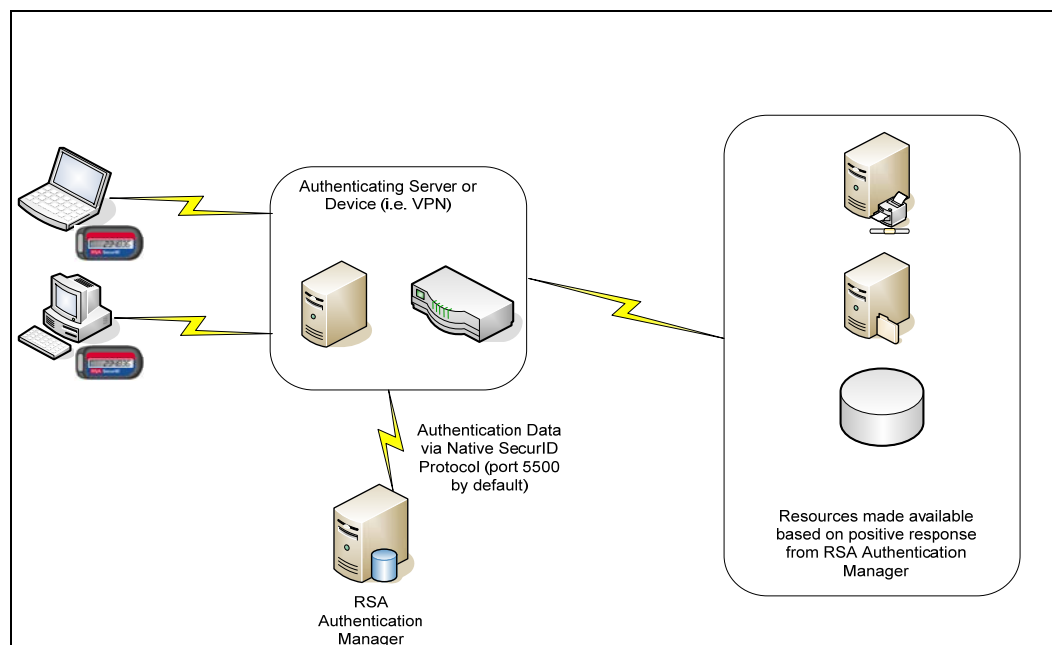 Authenticating Server or
Device (i.e. VPN)
Authentication Data
via Native SecurID
Protocol (port 5500
by default)
RSA
Authentication
Manager
Resources made available
based on positive response
from RSA Authentication
Manager